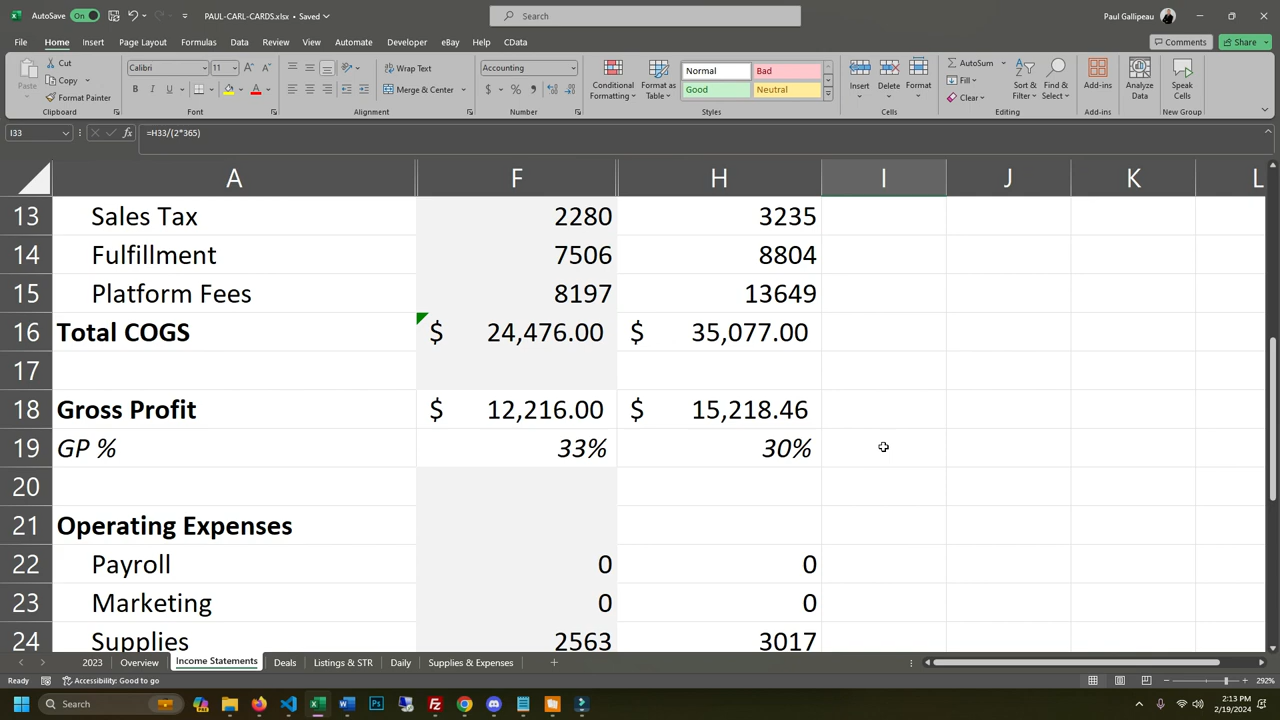 AutoSave On PAUL-CARL-CARDS.xlsx • Saved Search Paul Gallipeau
File Home Insert Page Layout Formulas Data Review View Automate Developer eBay Help CData Comments Share
Paste Cut Copy Format Painter Clipboard
Calibri 11 B I U A A A Font
Wrap Text Merge & Center Alignment
Accounting $ % Number
Conditional Formatting Format as Table Normal Bad Good Neutral Styles
Insert Delete Format Cells
AutoSum Fill Clear Sort & Filter Find & Select Editing
Add-ins Add-ins
Analyze Data
Speak Cells New Group
I33 fx =H33/(2*365)
A F H I J K L
13 Sales Tax 2280 3235
14 Fulfillment 7506 8804
15 Platform Fees 8197 13649
16 Total COGS $ 24,476.00 $ 35,077.00
17
18 Gross Profit $ 12,216.00 $ 15,218.46
19 GP % 33% 30%
20
21 Operating Expenses
22 Payroll 0 0
23 Marketing 0 0
24 Supplies 2563 3017
2023 Overview Income Statements Deals Listings & STR Daily Supplies & Expenses
Ready Accessibility: Good to go 292%
Search 2:13 PM
2/19/2024